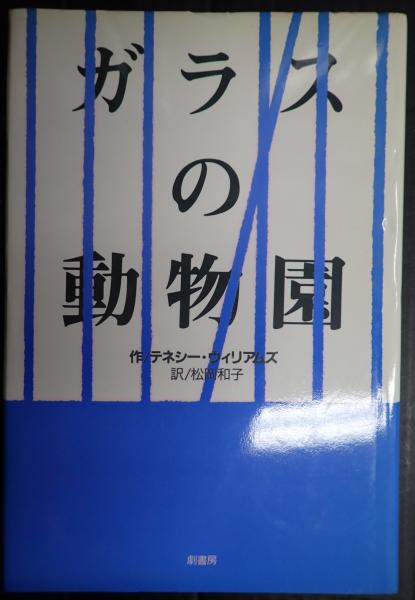 ガラス
の
動物園
作/テネシー・ウィリアムズ
訳/松岡和子
劇書房